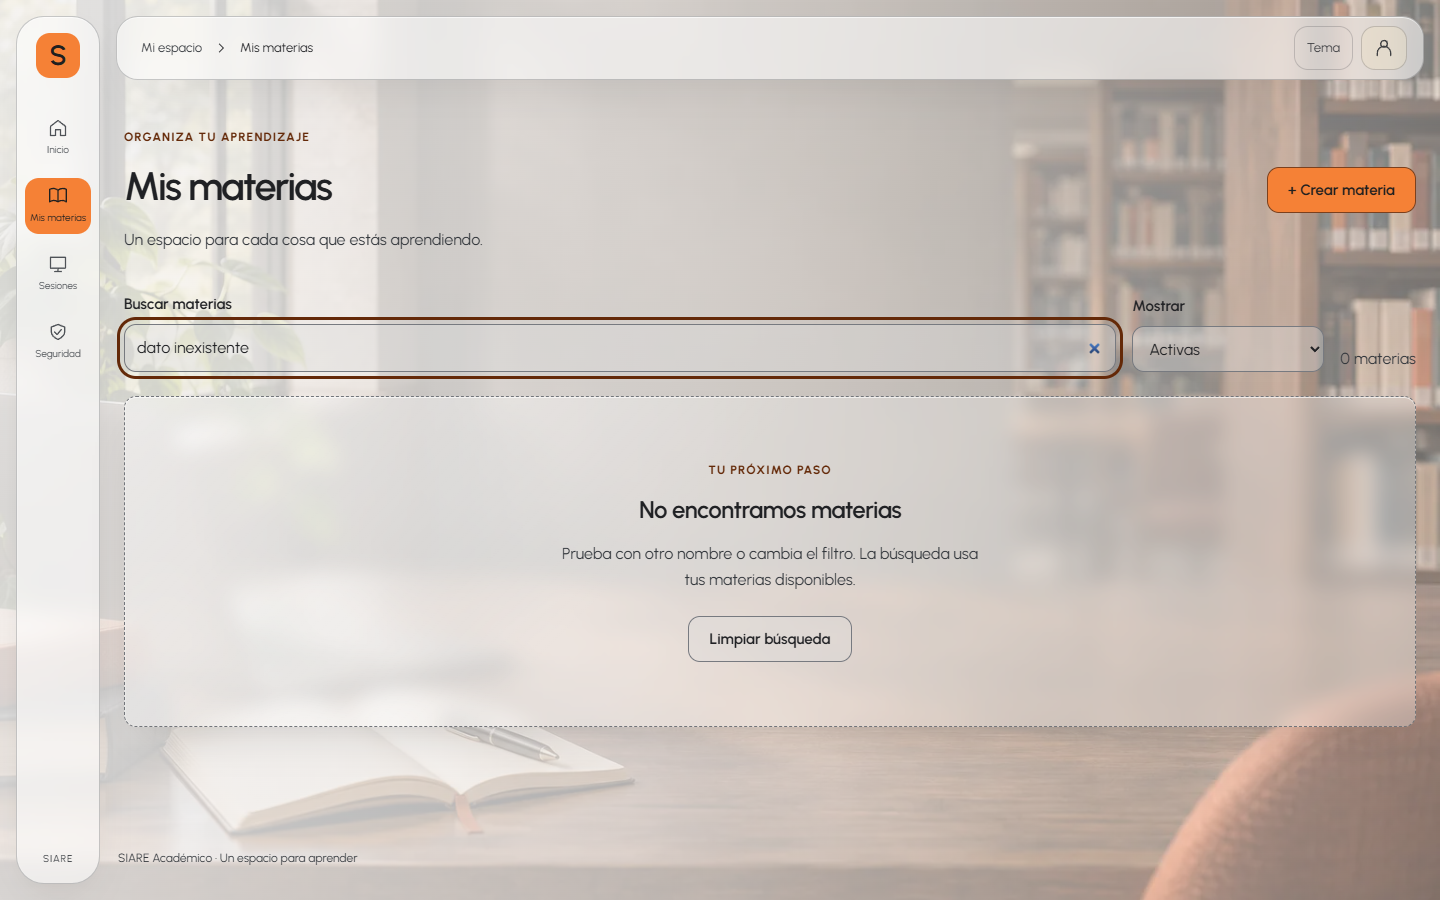 S
Inicio
Mis materias
Sesiones
Seguridad
SIARE
Mi espacio > Mis materias
Tema
ORGANIZA TU APRENDIZAJE
Mis materias
+ Crear materia
Un espacio para cada cosa que estás aprendiendo.
Buscar materias
dato inexistente
Mostrar
Activas
0 materias
TU PRÓXIMO PASO
No encontramos materias
Prueba con otro nombre o cambia el filtro. La búsqueda usa
tus materias disponibles.
Limpiar búsqueda
SIARE Académico · Un espacio para aprender